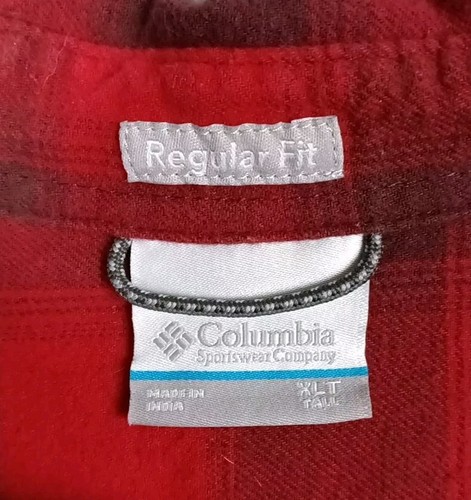 Regular Fit
Columbia
Sportswear Company
MADE IN
INDIA
XLT
TALL